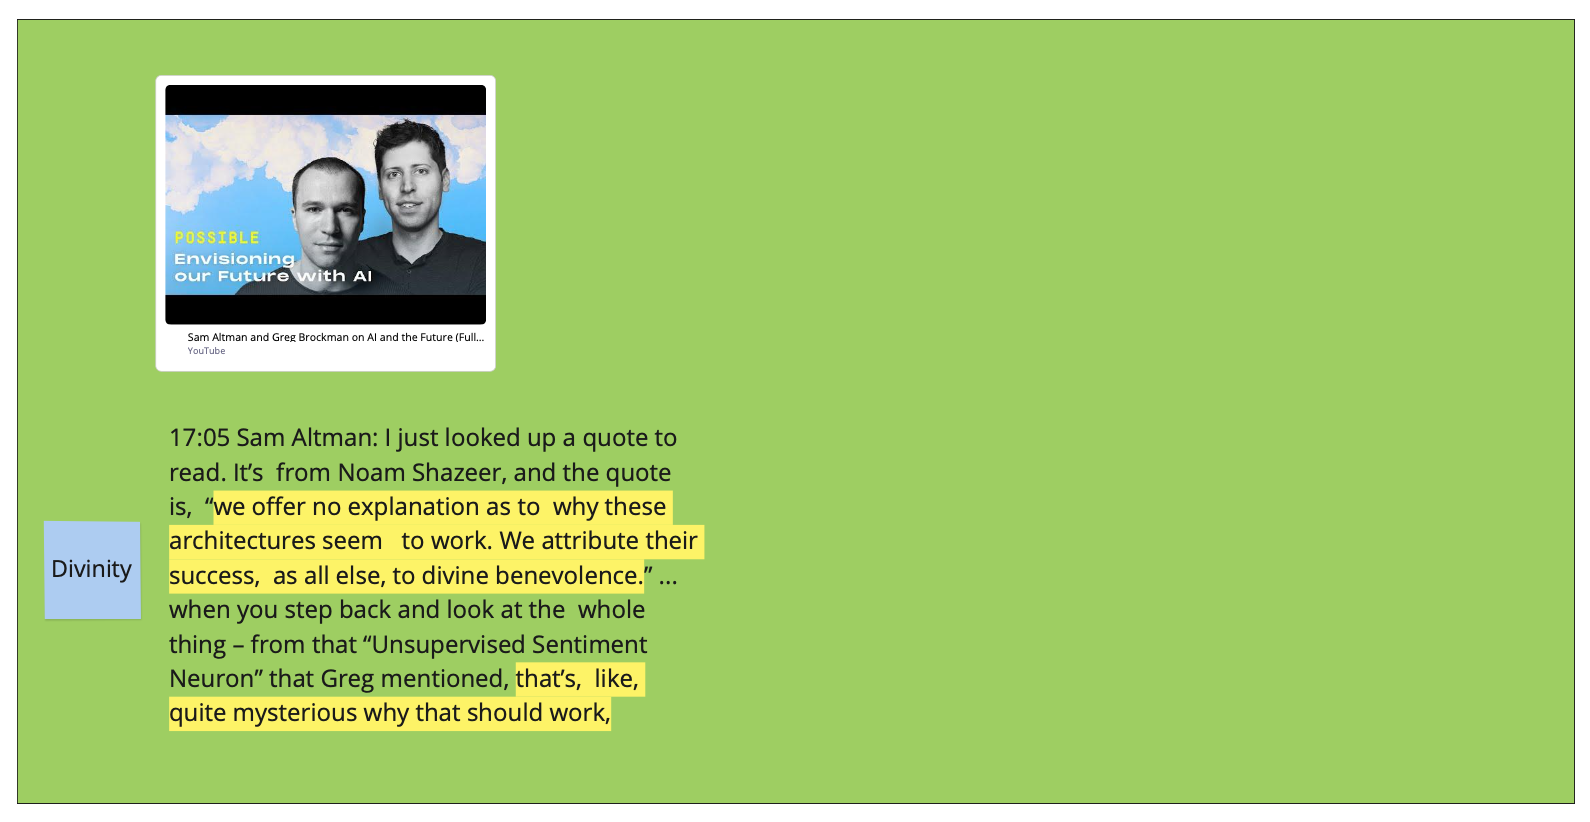 POSSIBLE
Envisioning
our Future with AI
Sam Altman and Greg Brockman on AI and the Future (Full...
YouTube
17:05 Sam Altman: I just looked up a quote to
read. It’s  from Noam Shazeer, and the quote
is,  “we offer no explanation as to  why these
architectures seem   to work. We attribute their
success,  as all else, to divine benevolence.” ...
when you step back and look at the  whole
thing – from that “Unsupervised Sentiment
Neuron” that Greg mentioned, that’s,  like,
quite mysterious why that should work,
Divinity